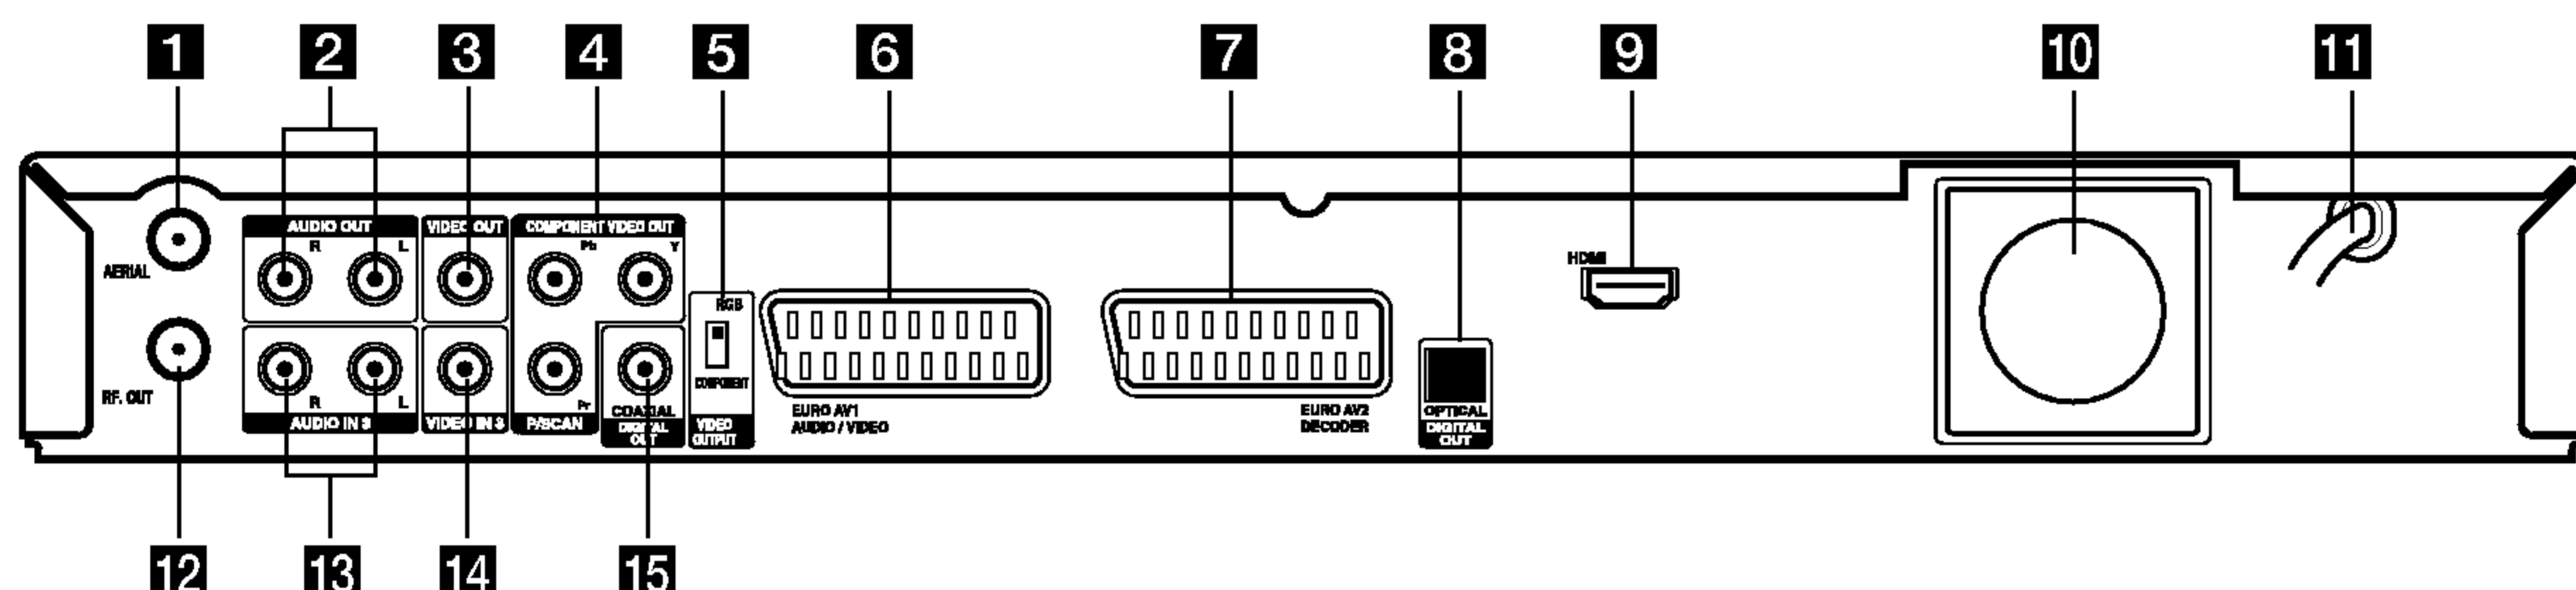 1 2 3 4 5 6 7 8 9 10 11
AERIAL
RF. OUT
AUDIO OUT
R L
R L
AUDIO IN 3
VIDEO OUT
VIDEO IN 3
COMPONENT VIDEO OUT
Pb Y
Pr
P/SCAN
COAXIAL
DIGITAL
OUT
RGB
COMPONENT
VIDEO
OUTPUT
EURO AV1
AUDIO / VIDEO
EURO AV2
DECODER
OPTICAL
DIGITAL
OUT
HDMI
12 13 14 15